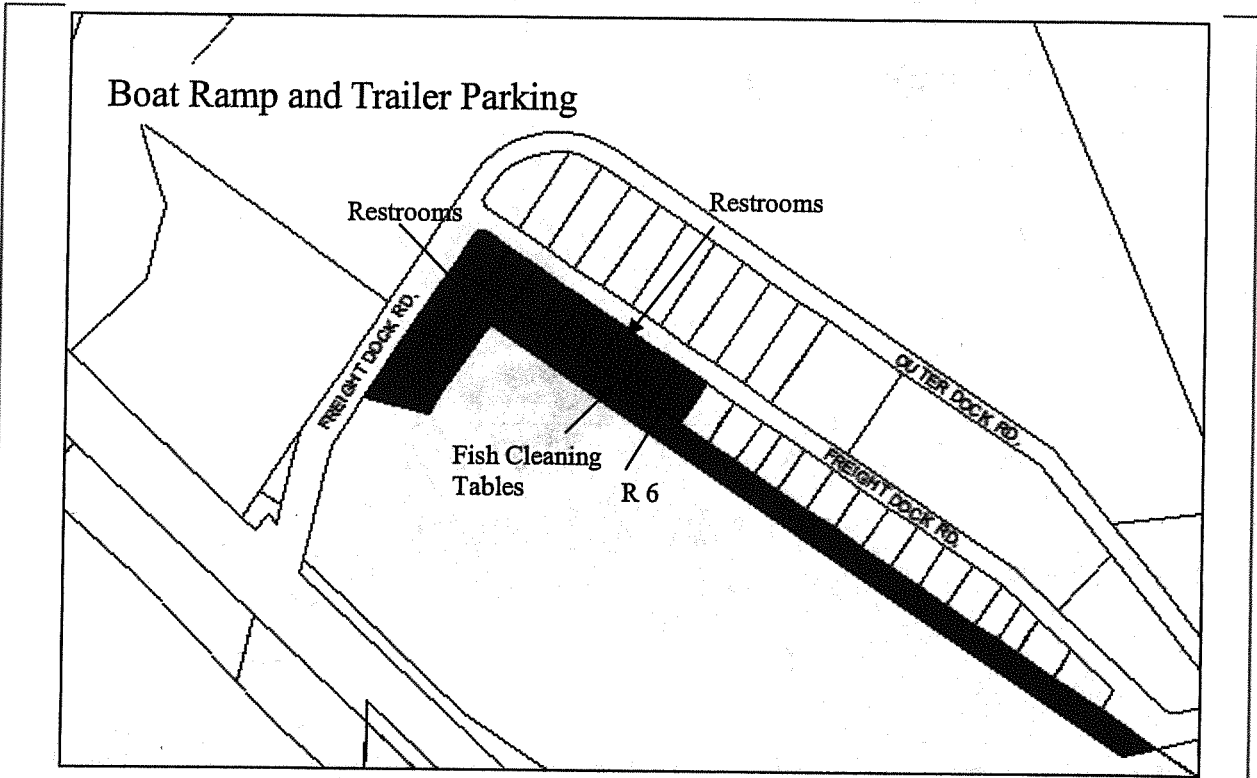 Boat Ramp and Trailer Parking
Restrooms
Restrooms
FREIGHT DOCK RD.
OUTER DOCK RD.
Fish Cleaning
Tables
R 6
FREIGHT DOCK RD.